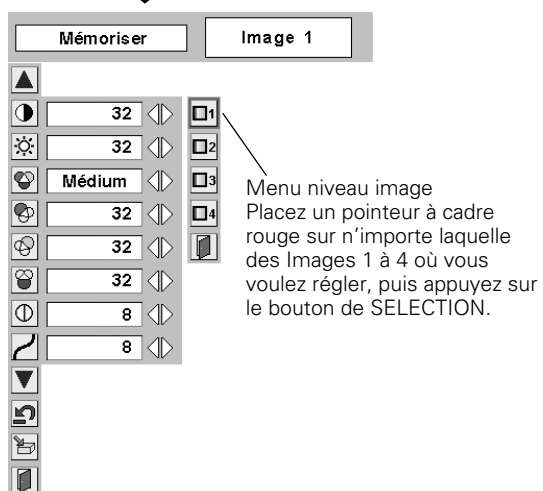 Mémoriser
Image 1
32
1
32
2
Médium
3
32
4
32
32
8
8
Menu niveau image
Placez un pointeur à cadre
rouge sur n’importe laquelle
des Images 1 à 4 où vous
voulez régler, puis appuyez sur
le bouton de SELECTION.